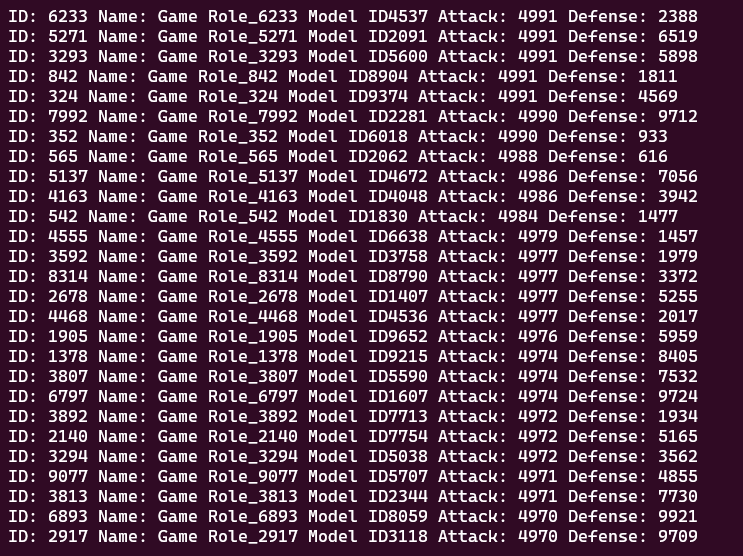 ID: 6233 Name: Game Role_6233 Model ID4537 Attack: 4991 Defense: 2388
ID: 5271 Name: Game Role_5271 Model ID2091 Attack: 4991 Defense: 6519
ID: 3293 Name: Game Role_3293 Model ID5600 Attack: 4991 Defense: 5898
ID: 842 Name: Game Role_842 Model ID8904 Attack: 4991 Defense: 1811
ID: 324 Name: Game Role_324 Model ID9374 Attack: 4991 Defense: 4569
ID: 7992 Name: Game Role_7992 Model ID2281 Attack: 4990 Defense: 9712
ID: 352 Name: Game Role_352 Model ID6018 Attack: 4990 Defense: 933
ID: 565 Name: Game Role_565 Model ID2062 Attack: 4988 Defense: 616
ID: 5137 Name: Game Role_5137 Model ID4672 Attack: 4986 Defense: 7056
ID: 4163 Name: Game Role_4163 Model ID4048 Attack: 4986 Defense: 3942
ID: 542 Name: Game Role_542 Model ID1830 Attack: 4984 Defense: 1477
ID: 4555 Name: Game Role_4555 Model ID6638 Attack: 4979 Defense: 1457
ID: 3592 Name: Game Role_3592 Model ID3758 Attack: 4977 Defense: 1979
ID: 8314 Name: Game Role_8314 Model ID8790 Attack: 4977 Defense: 3372
ID: 2678 Name: Game Role_2678 Model ID1407 Attack: 4977 Defense: 5255
ID: 4468 Name: Game Role_4468 Model ID4536 Attack: 4977 Defense: 2017
ID: 1905 Name: Game Role_1905 Model ID9652 Attack: 4976 Defense: 5959
ID: 1378 Name: Game Role_1378 Model ID9215 Attack: 4974 Defense: 8405
ID: 3807 Name: Game Role_3807 Model ID5590 Attack: 4974 Defense: 7532
ID: 6797 Name: Game Role_6797 Model ID1607 Attack: 4974 Defense: 9724
ID: 3892 Name: Game Role_3892 Model ID7713 Attack: 4972 Defense: 1934
ID: 2140 Name: Game Role_2140 Model ID7754 Attack: 4972 Defense: 5165
ID: 3294 Name: Game Role_3294 Model ID5038 Attack: 4972 Defense: 3562
ID: 9077 Name: Game Role_9077 Model ID5707 Attack: 4971 Defense: 4855
ID: 3813 Name: Game Role_3813 Model ID2344 Attack: 4971 Defense: 7730
ID: 6893 Name: Game Role_6893 Model ID8059 Attack: 4970 Defense: 9921
ID: 2917 Name: Game Role_2917 Model ID3118 Attack: 4970 Defense: 9709